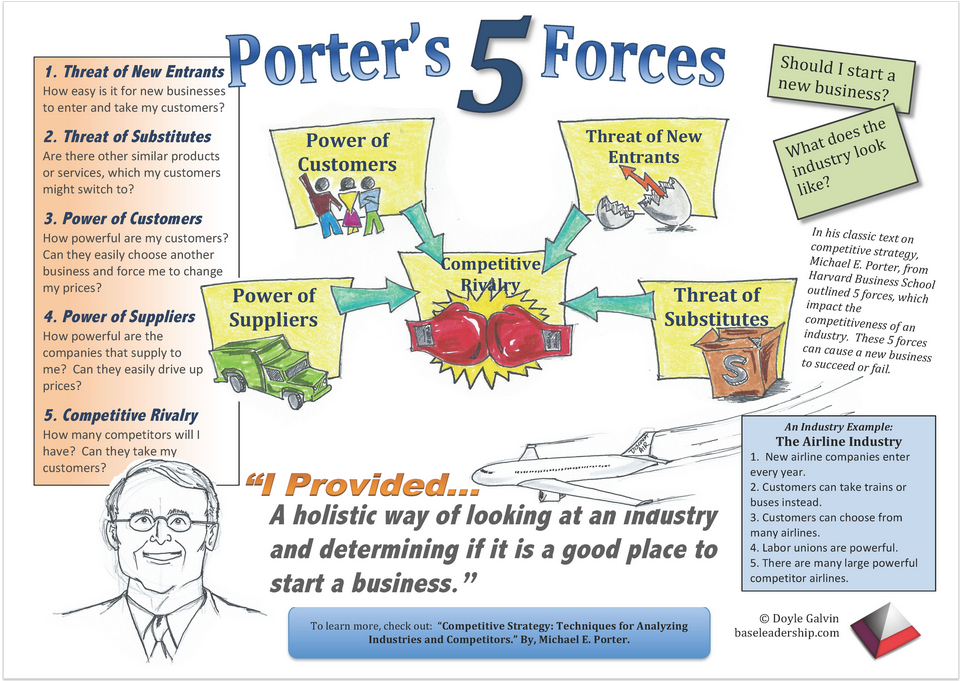 Porter's 5 Forces
1. Threat of New Entrants
How easy is it for new businesses
to enter and take my customers?
2. Threat of Substitutes
Are there other similar products
or services, which my customers
might switch to?
3. Power of Customers
How powerful are my customers?
Can they easily choose another
business and force me to change
my prices?
4. Power of Suppliers
How powerful are the
companies that supply to
me?  Can they easily drive up
prices?
5. Competitive Rivalry
How many competitors will I
have?  Can they take my
customers?
Power of
Customers
Threat of New
Entrants
Competitive
Rivalry
Power of
Suppliers
Threat of
Substitutes
S
Should I start a
new business?
What does the
industry look
like?
In his classic text on
competitive strategy,
Michael E. Porter, from
Harvard Business School
outlined 5 forces, which
impact the
competitiveness of an
industry.  These 5 forces
can cause a new business
to succeed or fail.
AIR
An Industry Example:
The Airline Industry
1.  New airline companies enter
every year.
2. Customers can take trains or
buses instead.
3. Customers can choose from
many airlines.
4. Labor unions are powerful.
5. There are many large powerful
competitor airlines.
"I Provided...
A holistic way of looking at an industry
and determining if it is a good place to
start a business."
To learn more, check out:  "Competitive Strategy: Techniques for Analyzing
Industries and Competitors." By, Michael E. Porter.
© Doyle Galvin
baseleadership.com